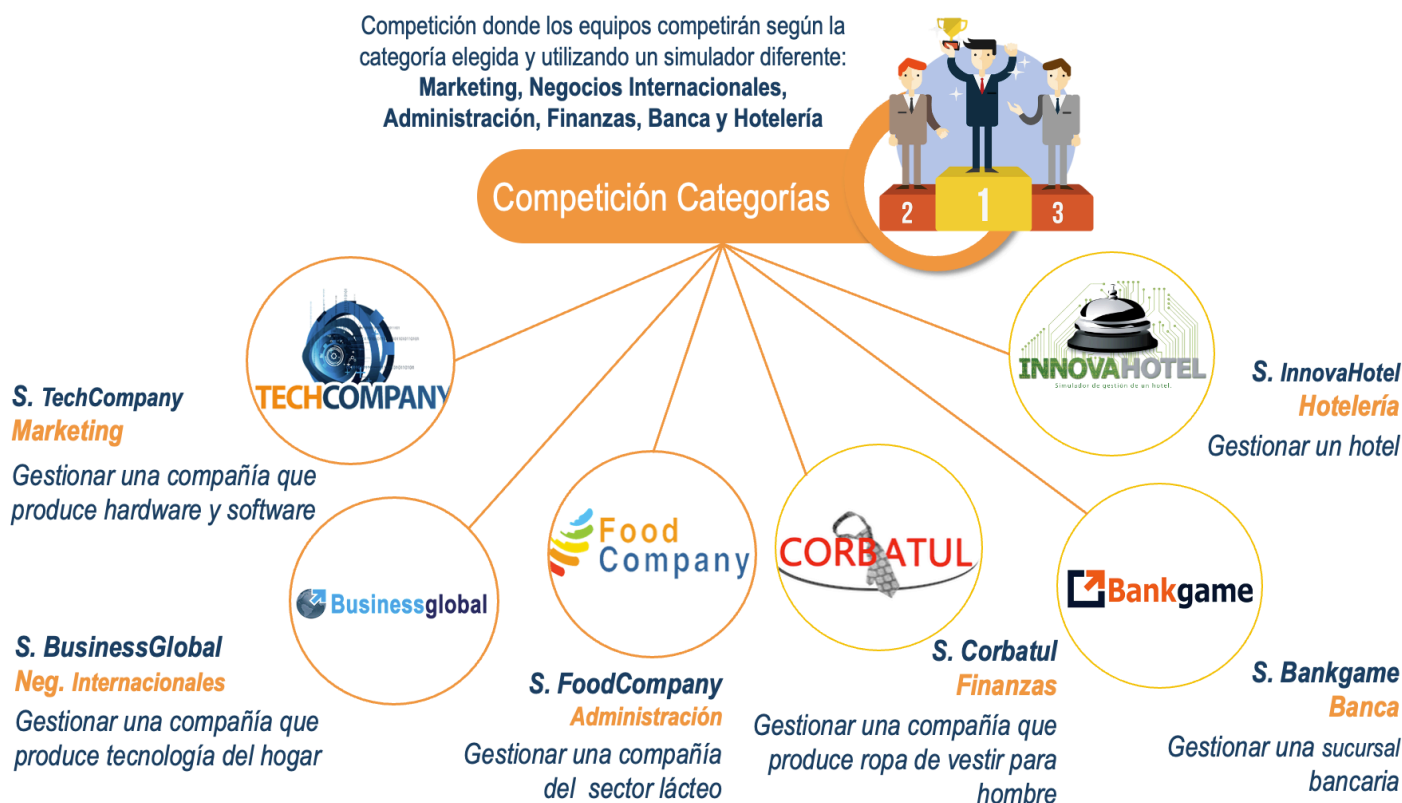 Competición donde los equipos competirán según la
categoría elegida y utilizando un simulador diferente:
Marketing, Negocios Internacionales,
Administración, Finanzas, Banca y Hotelería
Competición Categorías
2
1
3
TECHCOMPANY
S. TechCompany
Marketing
Gestionar una compañía que
produce hardware y software
Businessglobal
S. BusinessGlobal
Neg. Internacionales
Gestionar una compañía que
produce tecnología del hogar
Food
Company
S. FoodCompany
Administración
Gestionar una compañía
del sector lácteo
CORBATUL
S. Corbatul
Finanzas
Gestionar una compañía que
produce ropa de vestir para
hombre
Bankgame
S. Bankgame
Banca
Gestionar una sucursal
bancaria
INNOVAHOTEL
Simulador de gestión de un hotel.
S. InnovaHotel
Hotelería
Gestionar un hotel